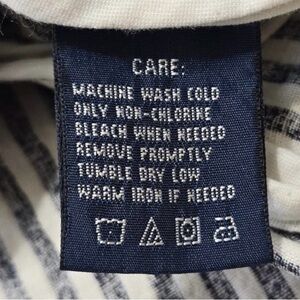 CARE:
MACHINE WASH COLD
ONLY NON-CHLORINE
BLEACH WHEN NEEDED
REMOVE PROMPTLY
TUMBLE DRY LOW
WARM IRON IF NEEDED